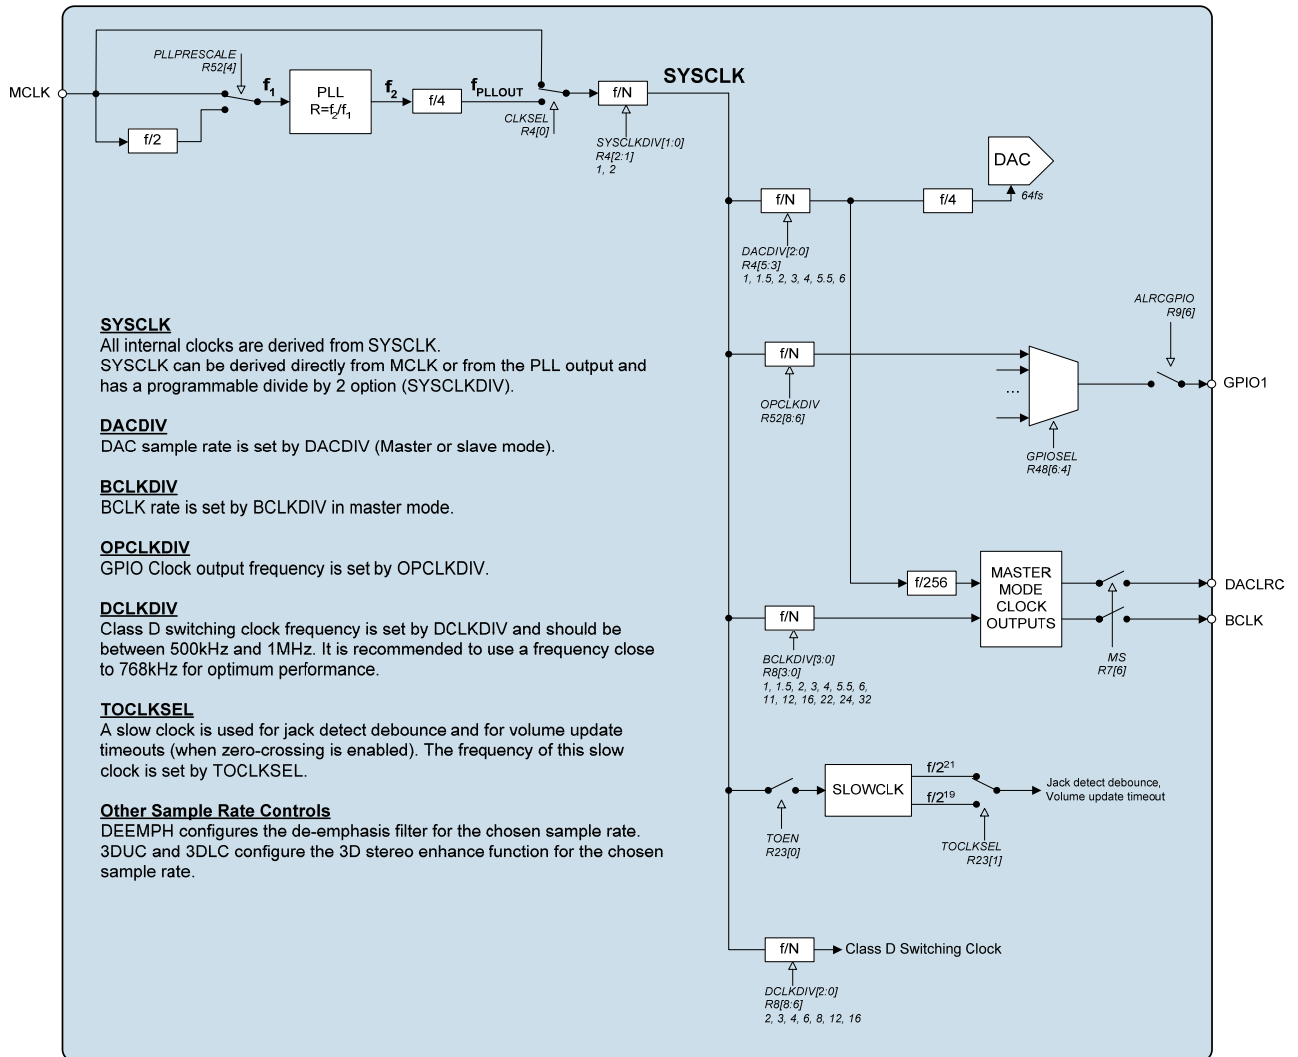 MCLK
PLLPRESCALE
R52[4]
f/2
f1
PLL
R=f2/f1
f2
f/4
fPLLOUT
CLKSEL
R4[0]
f/N
SYSCLK
SYSCLKDIV[1:0]
R4[2:1]
1, 2
DAC
f/N
f/4
64fs
DACDIV[2:0]
R4[5:3]
1, 1.5, 2, 3, 4, 5.5, 6
ALRCGPIO
R9[6]
f/N
...
GPIO1
OPCLKDIV
R52[8:6]
GPIOSEL
R48[6:4]
SYSCLK
All internal clocks are derived from SYSCLK.
SYSCLK can be derived directly from MCLK or from the PLL output and
has a programmable divide by 2 option (SYSCLKDIV).
DACDIV
DAC sample rate is set by DACDIV (Master or slave mode).
BCLKDIV
BCLK rate is set by BCLKDIV in master mode.
OPCLKDIV
GPIO Clock output frequency is set by OPCLKDIV.
DCLKDIV
Class D switching clock frequency is set by DCLKDIV and should be
between 500kHz and 1MHz. It is recommended to use a frequency close
to 768kHz for optimum performance.
TOCLKSEL
A slow clock is used for jack detect debounce and for volume update
timeouts (when zero-crossing is enabled). The frequency of this slow
clock is set by TOCLKSEL.
Other Sample Rate Controls
DEEMPH configures the de-emphasis filter for the chosen sample rate.
3DUC and 3DLC configure the 3D stereo enhance function for the chosen
sample rate.
f/256
MASTER
MODE
CLOCK
OUTPUTS
DACLRC
BCLK
f/N
MS
R7[6]
BCLKDIV[3:0]
R8[3:0]
1, 1.5, 2, 3, 4, 5.5, 6,
11, 12, 16, 22, 24, 32
SLOWCLK
f/2^21
f/2^19
Jack detect debounce,
Volume update timeout
TOEN
R23[0]
TOCLKSEL
R23[1]
f/N
Class D Switching Clock
DCLKDIV[2:0]
R8[8:6]
2, 3, 4, 6, 8, 12, 16